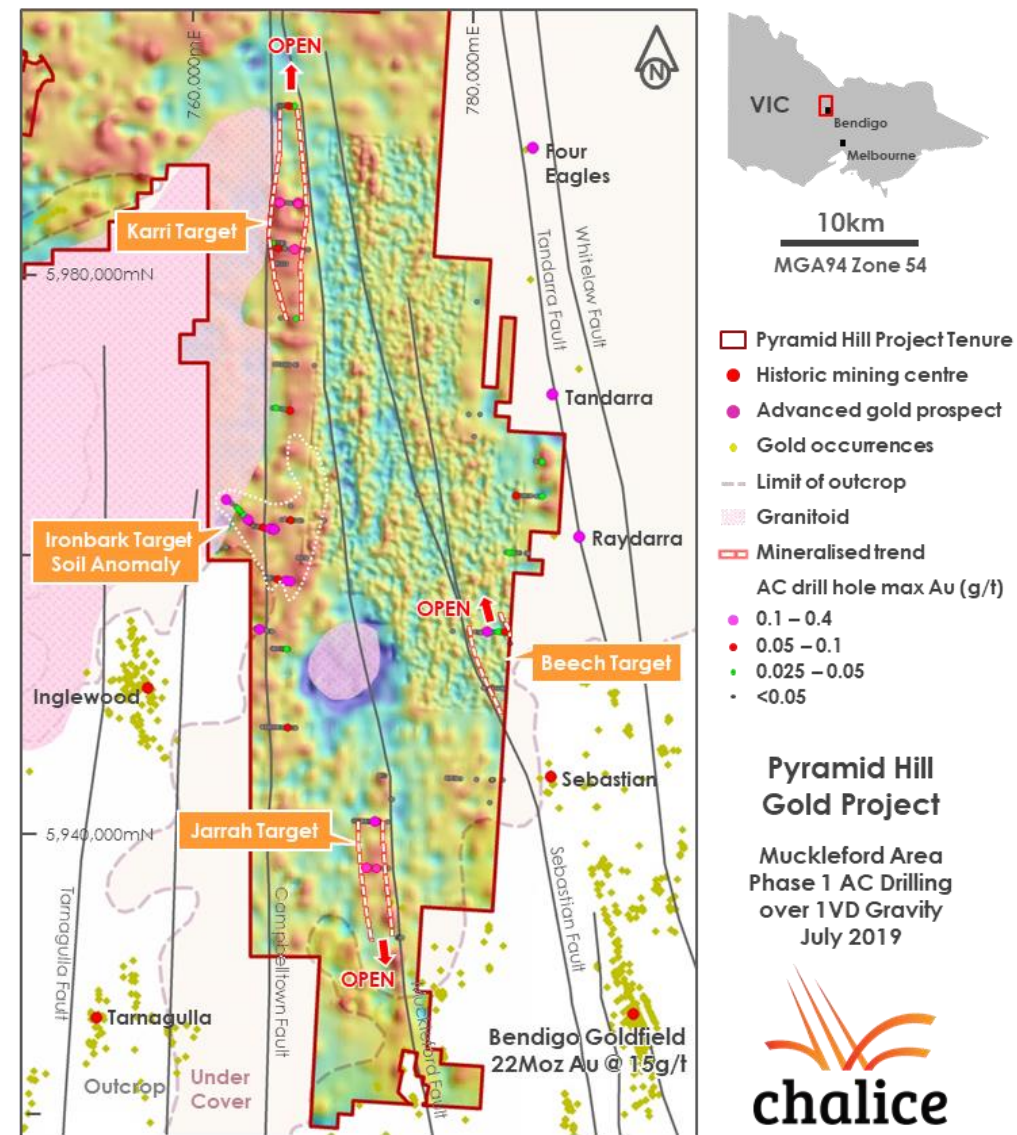 OPEN
760,000mE
780,000mE
N
Four
Eagles
Karri Target
5,980,000mN
Tandarra Fault
Whitelaw Fault
Tandarra
Ironbark Target
Soil Anomaly
Raydarra
OPEN
Beech Target
Inglewood
Sebastian
Jarrah Target
5,940,000mN
Tarnagulla Fault
Campbelltown Fault
Sebastian Fault
OPEN
Muckleford Fault
Tarnagulla
Bendigo Goldfield
22Moz Au @ 15g/t
Outcrop
Under
Cover
VIC
Bendigo
Melbourne
10km
MGA94 Zone 54
Pyramid Hill Project Tenure
Historic mining centre
Advanced gold prospect
Gold occurrences
Limit of outcrop
Granitoid
Mineralised trend
AC drill hole max Au (g/t)
0.1 – 0.4
0.05 – 0.1
0.025 – 0.05
<0.05
Pyramid Hill
Gold Project
Muckleford Area
Phase 1 AC Drilling
over 1VD Gravity
July 2019
chalice